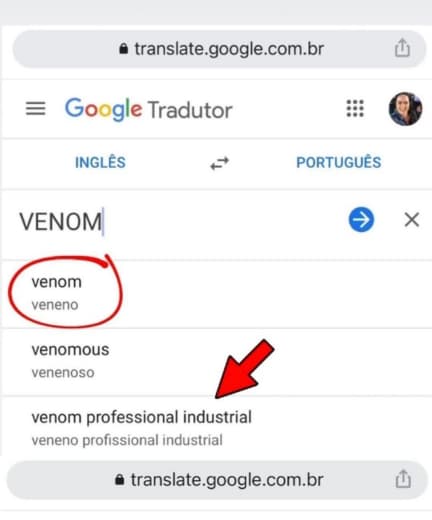 translate.google.com.br
Google Tradutor
INGLÊS PORTUGUÊS
VENOM
venom
veneno
venomous
venenoso
venom professional industrial
veneno profissional industrial
translate.google.com.br